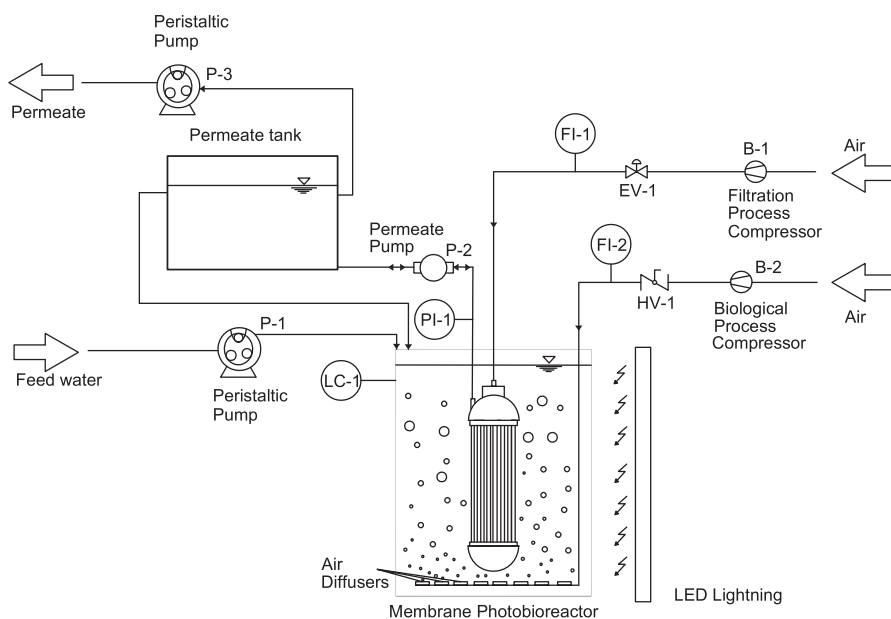 Peristaltic
Pump
P-3
Permeate
Permeate tank
FI-1
B-1
Air
EV-1
Filtration
Process
Compressor
Permeate
Pump
P-2
FI-2
B-2
HV-1
Air
Biological
Process
Compressor
PI-1
P-1
Feed water
LC-1
Peristaltic
Pump
Air
Diffusers
LED Lightning
Membrane Photobioreactor